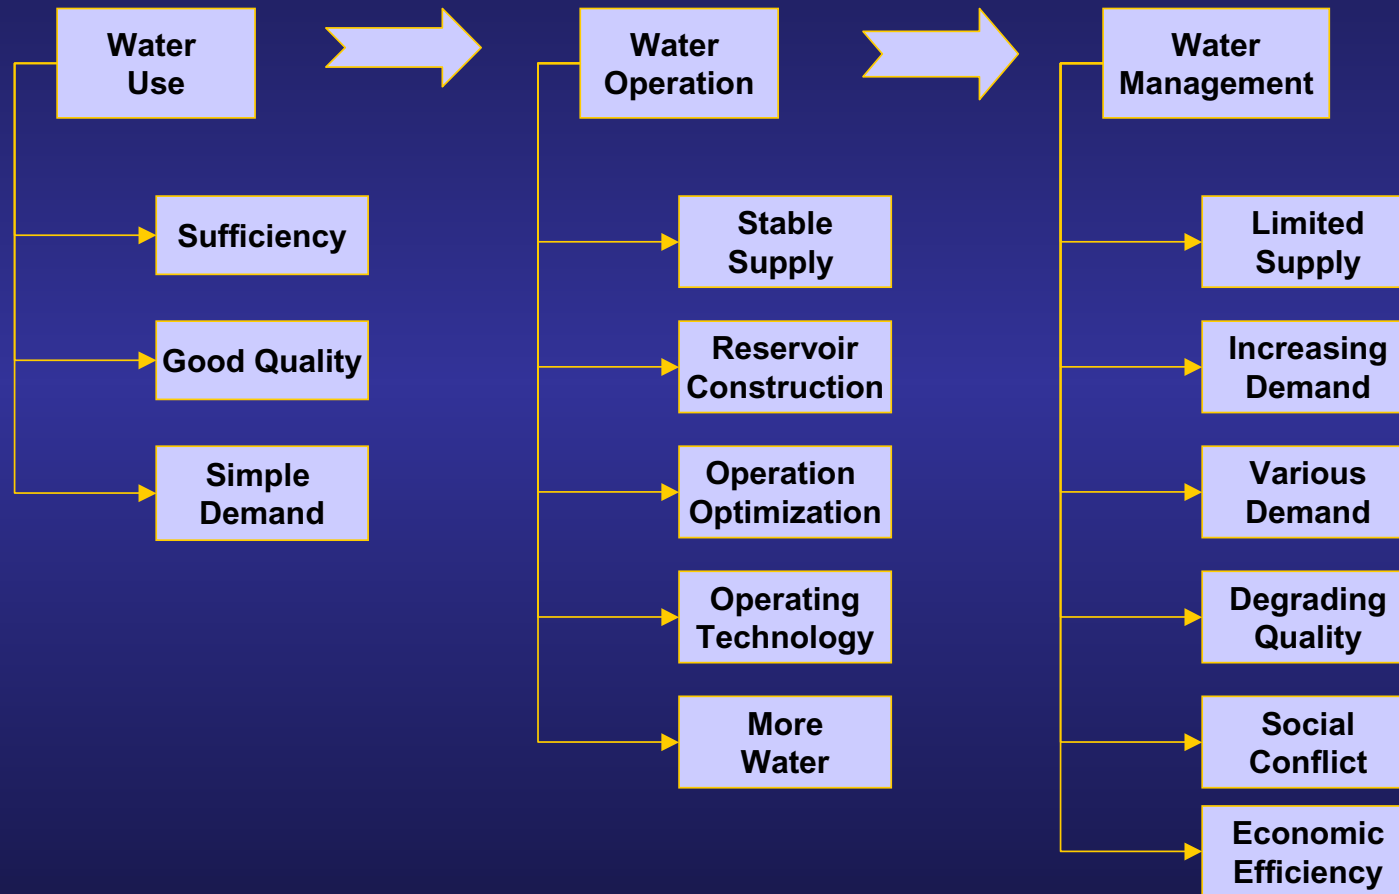 Water
Use
Sufficiency
Good Quality
Simple
Demand
Water
Operation
Stable
Supply
Reservoir
Construction
Operation
Optimization
Operating
Technology
More
Water
Water
Management
Limited
Supply
Increasing
Demand
Various
Demand
Degrading
Quality
Social
Conflict
Economic
Efficiency